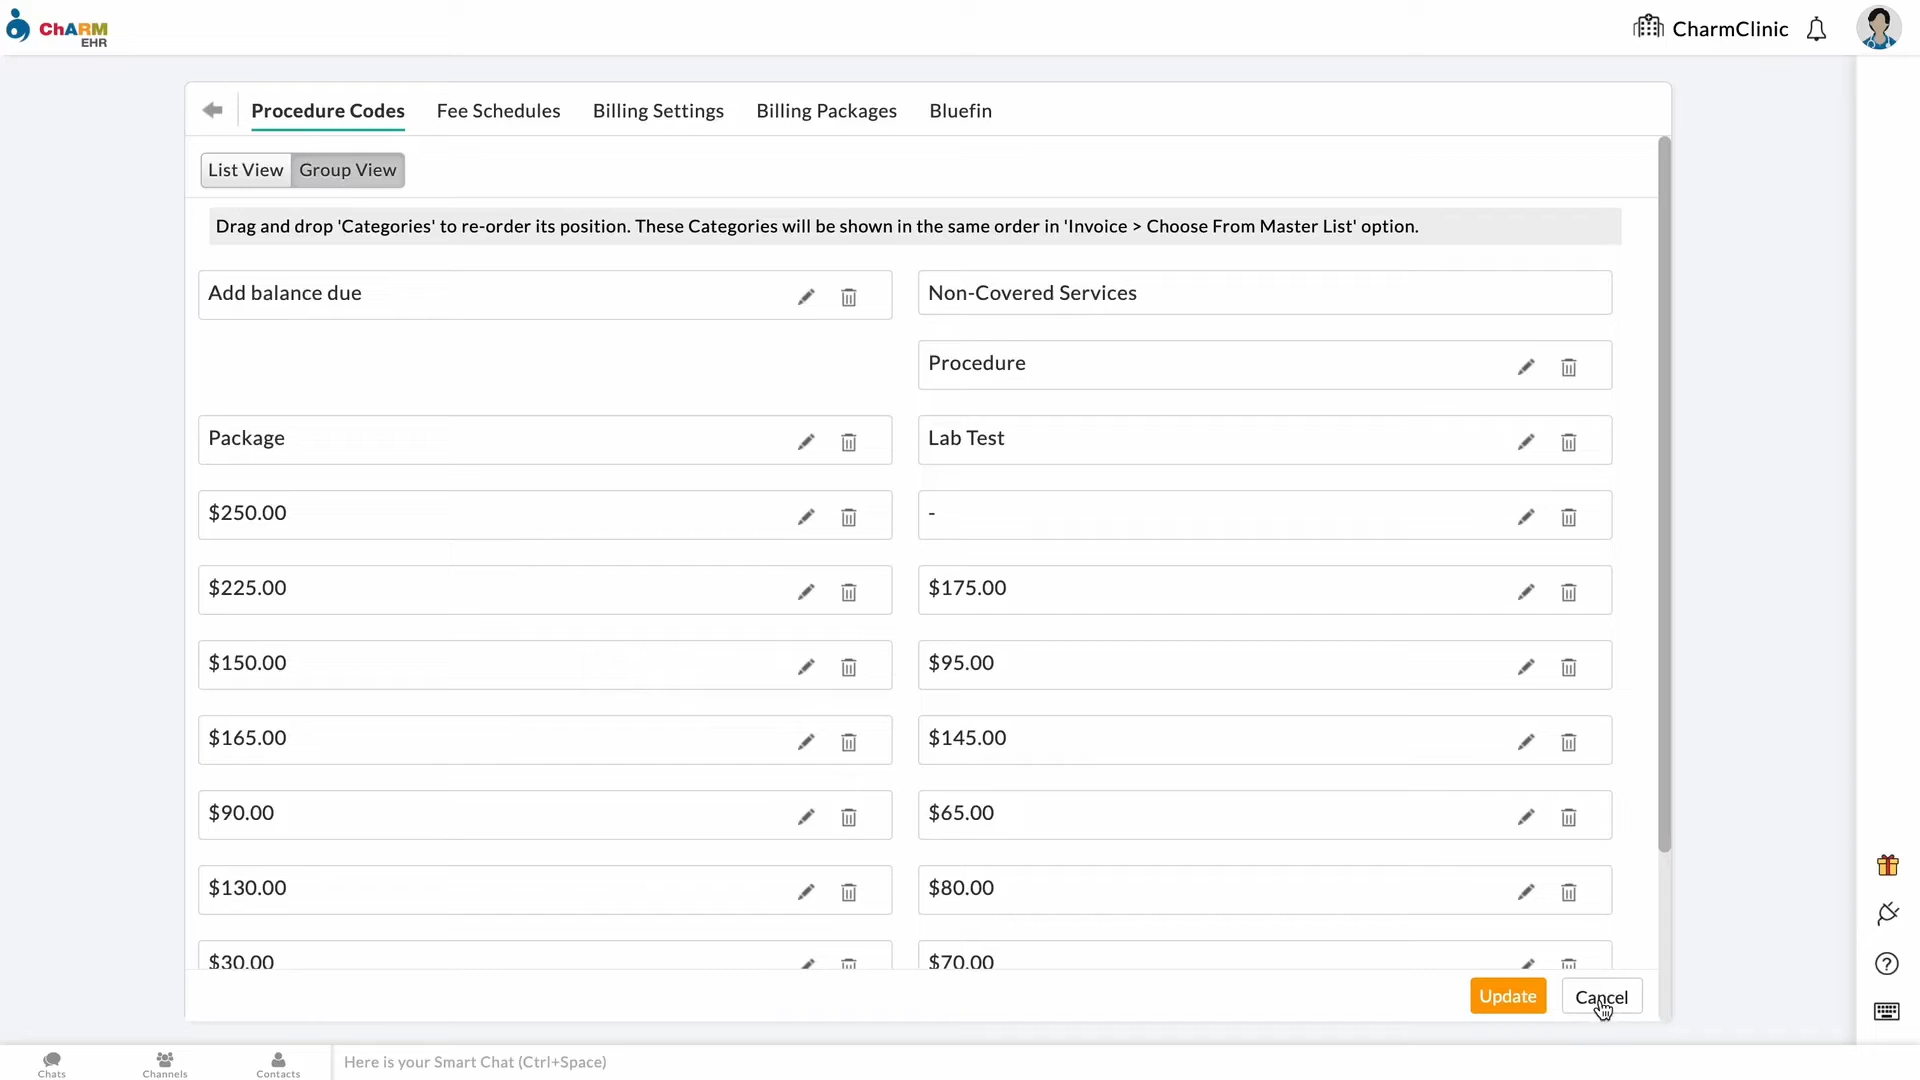 ChARM
EHR
CharmClinic
Procedure Codes
Fee Schedules
Billing Settings
Billing Packages
Bluefin
List View
Group View
Drag and drop 'Categories' to re-order its position. These Categories will be shown in the same order in 'Invoice > Choose From Master List' option.
Add balance due
Non-Covered Services
Procedure
Package
Lab Test
$250.00
-
$225.00
$175.00
$150.00
$95.00
$165.00
$145.00
$90.00
$65.00
$130.00
$80.00
$30.00
$70.00
Update
Cancel
Chats
Channels
Contacts
Here is your Smart Chat (Ctrl+Space)